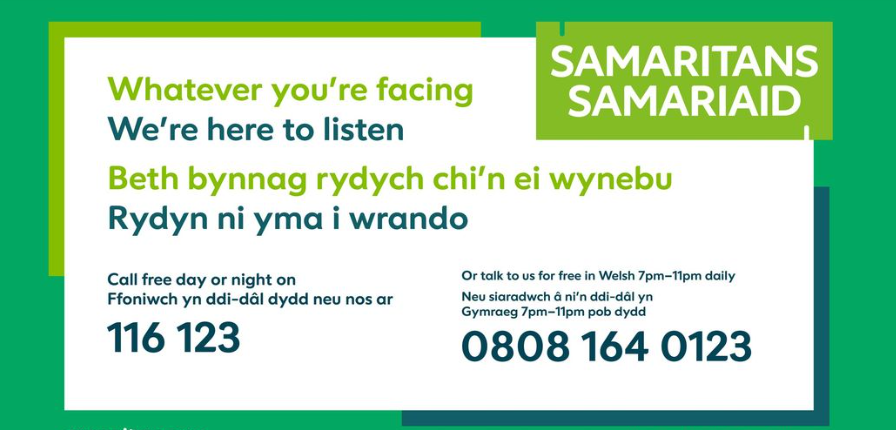 SAMARITANS
SAMARIAID
Whatever you're facing
We're here to listen
Beth bynnag rydych chi'n ei wynebu
Rydyn ni yma i wrando
Call free day or night on
Ffoniwch yn ddi-dâl dydd neu nos ar
116 123
Or talk to us for free in Welsh 7pm–11pm daily
Neu siaradwch â ni'n ddi-dâl yn
Gymraeg 7pm–11pm pob dydd
0808 164 0123